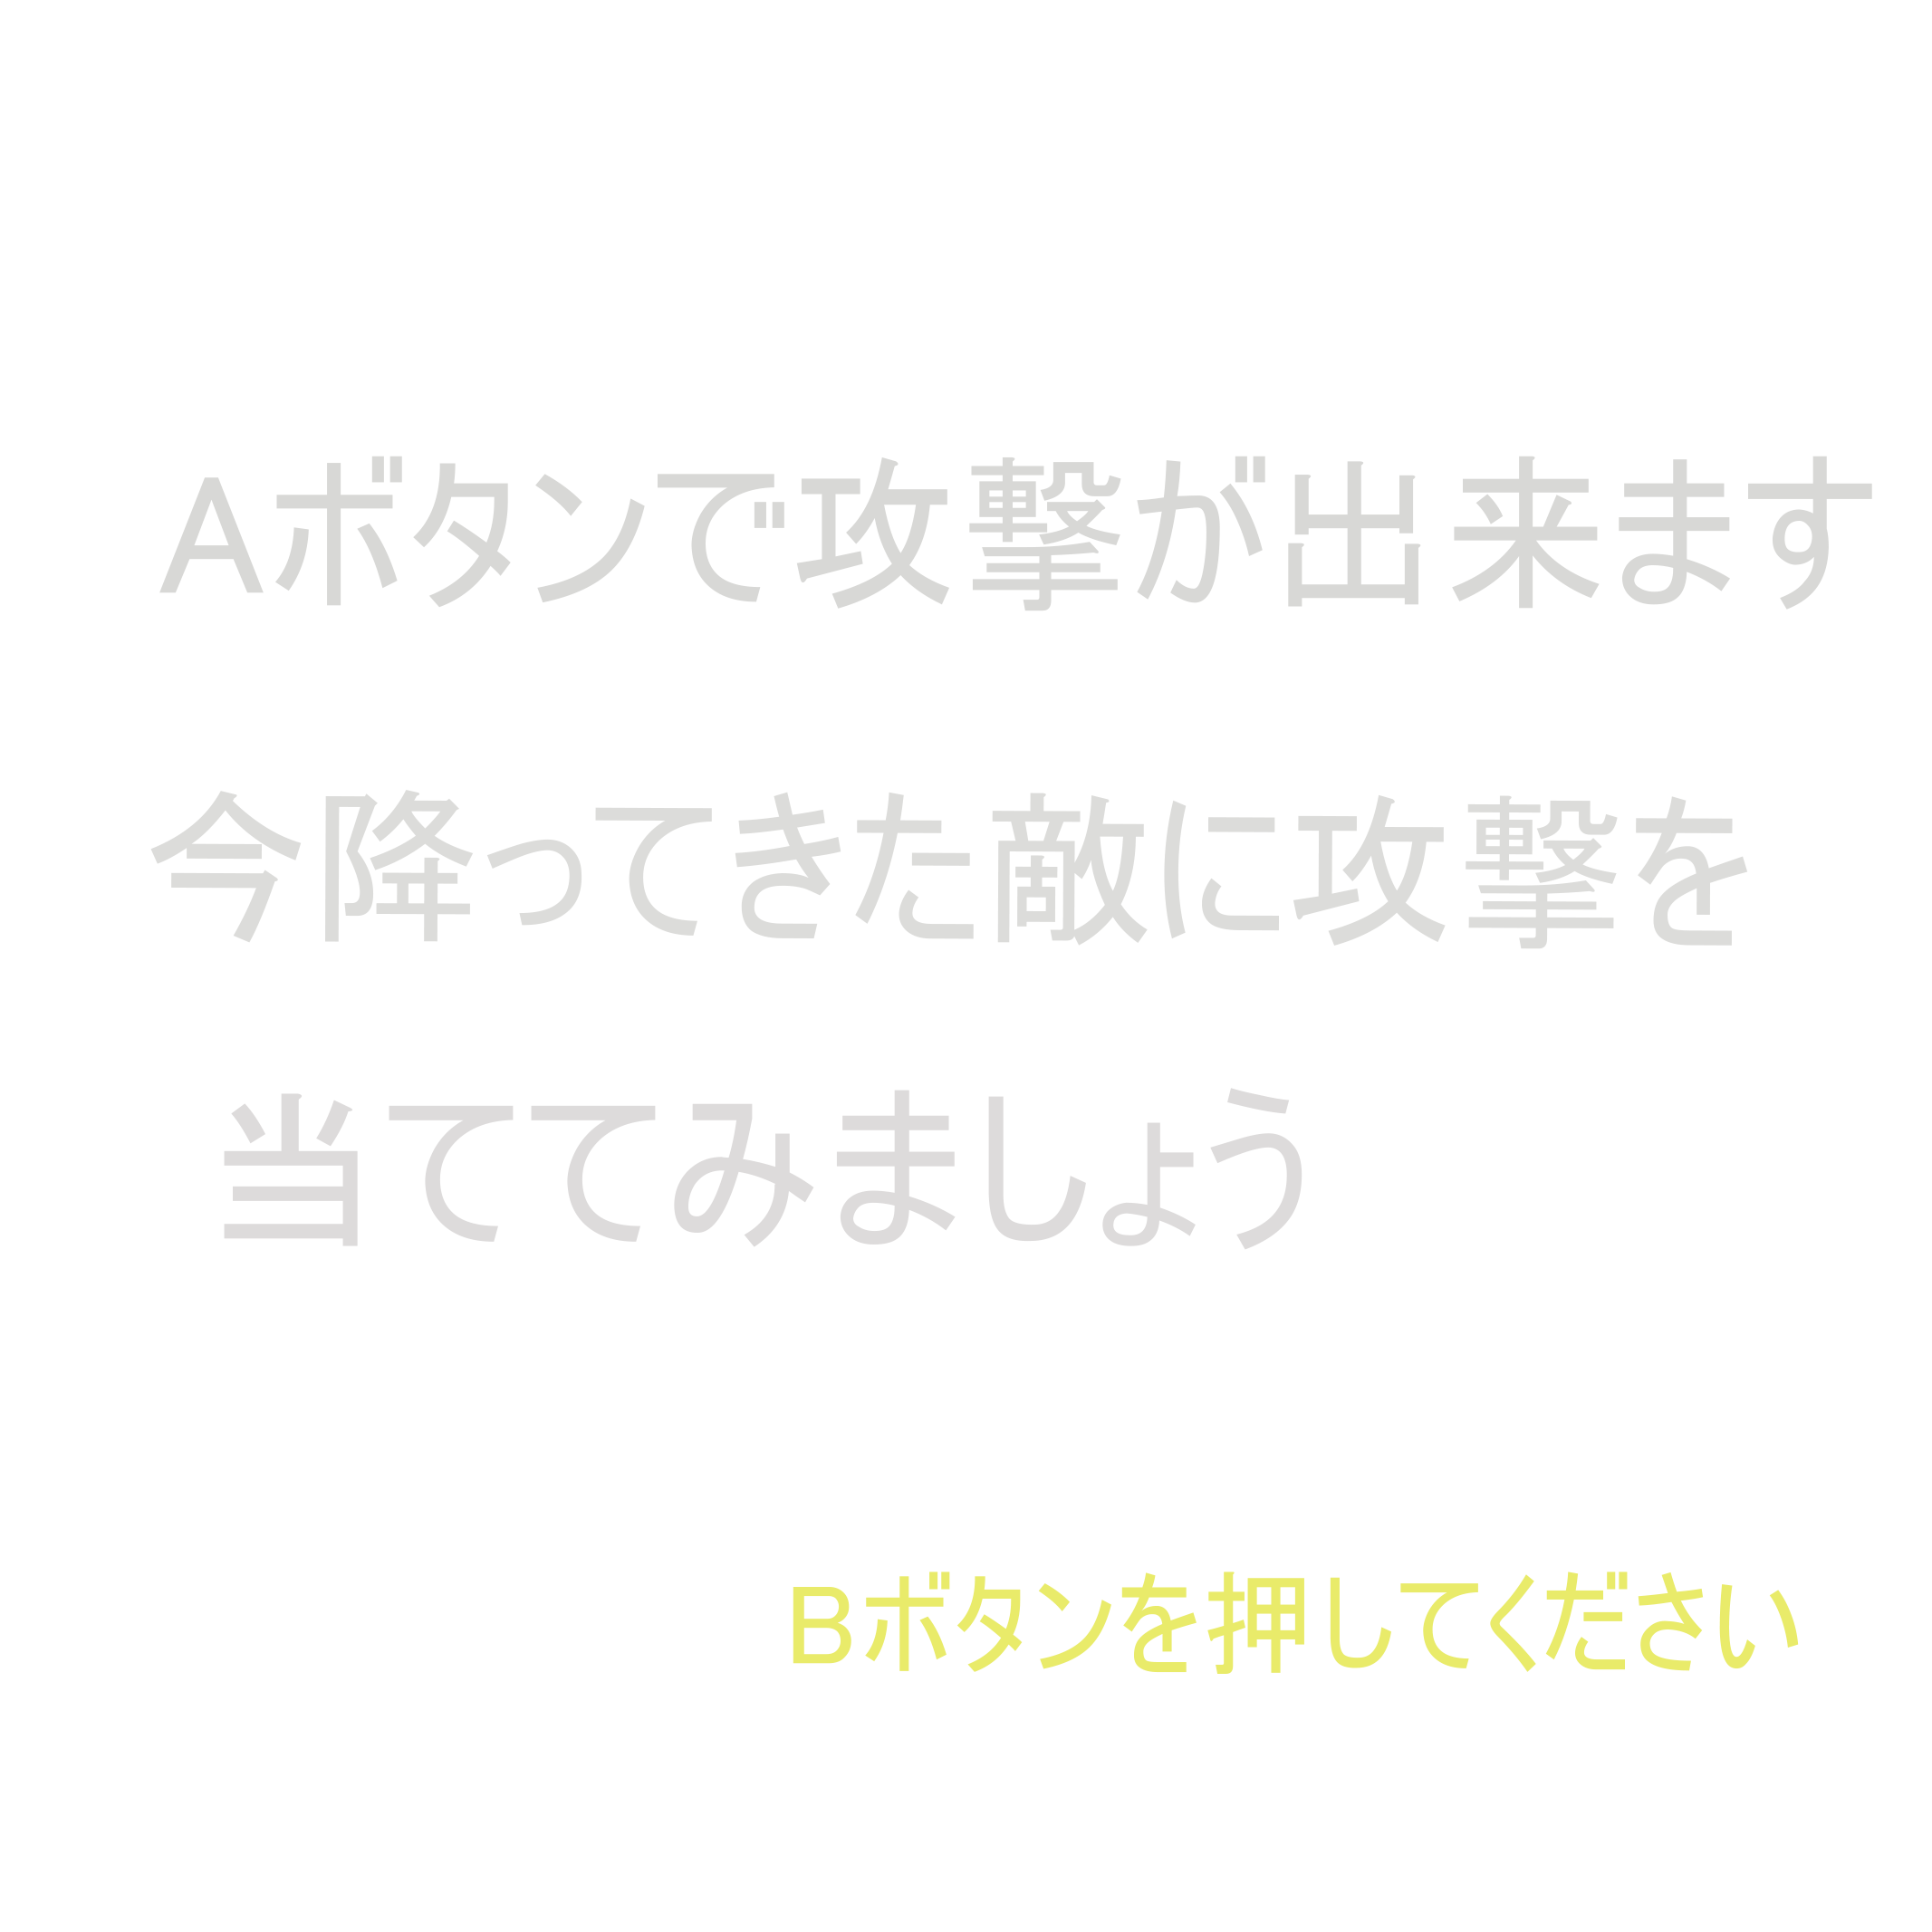 Aボタンで攻撃が出来ます
今降ってきた敵に攻撃を
当ててみましょう
Bボタンを押してください